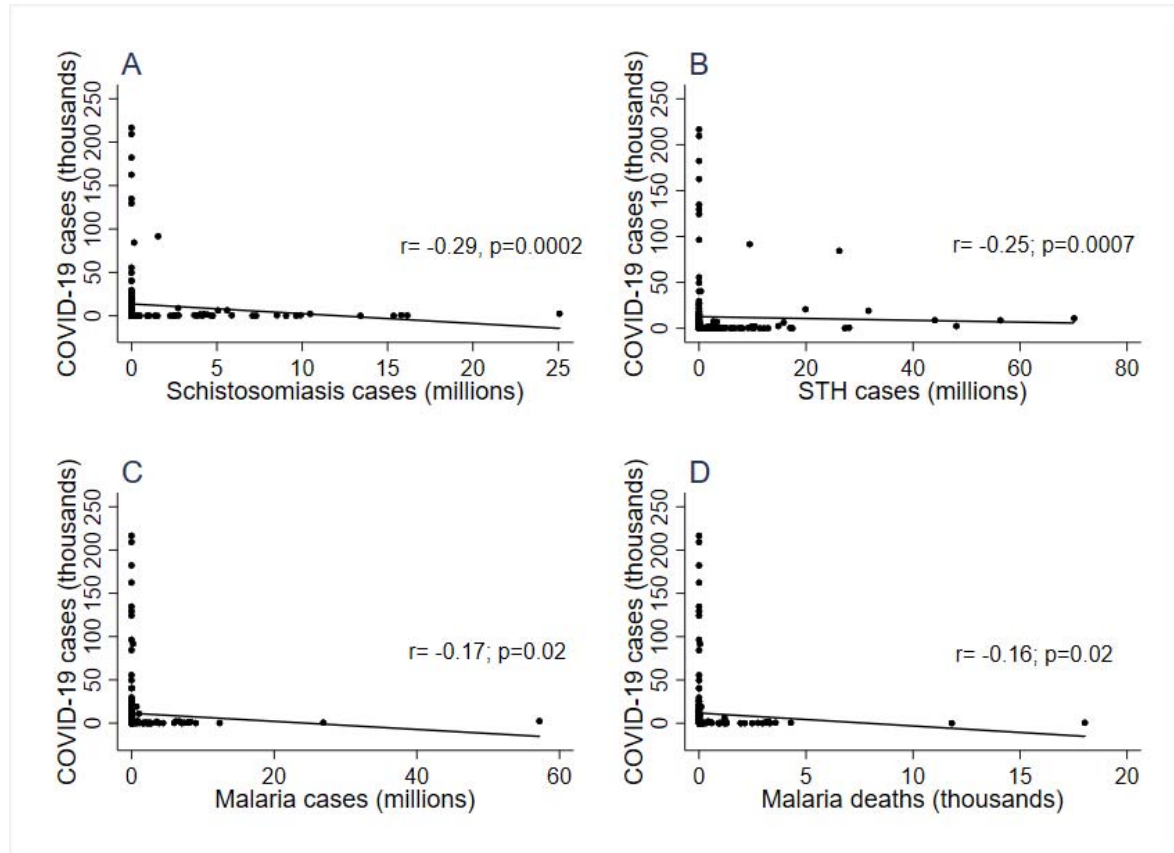 A
COVID-19 cases (thousands)
250
200
150
100
50
0
r= -0.29, p=0.0002
0 5 10 15 20 25
Schistosomiasis cases (millions)
B
COVID-19 cases (thousands)
250
200
150
100
50
0
r= -0.25; p=0.0007
0 20 40 60 80
STH cases (millions)
C
COVID-19 cases (thousands)
250
200
150
100
50
0
r= -0.17; p=0.02
0 20 40 60
Malaria cases (millions)
D
COVID-19 cases (thousands)
250
200
150
100
50
0
r= -0.16; p=0.02
0 5 10 15 20
Malaria deaths (thousands)